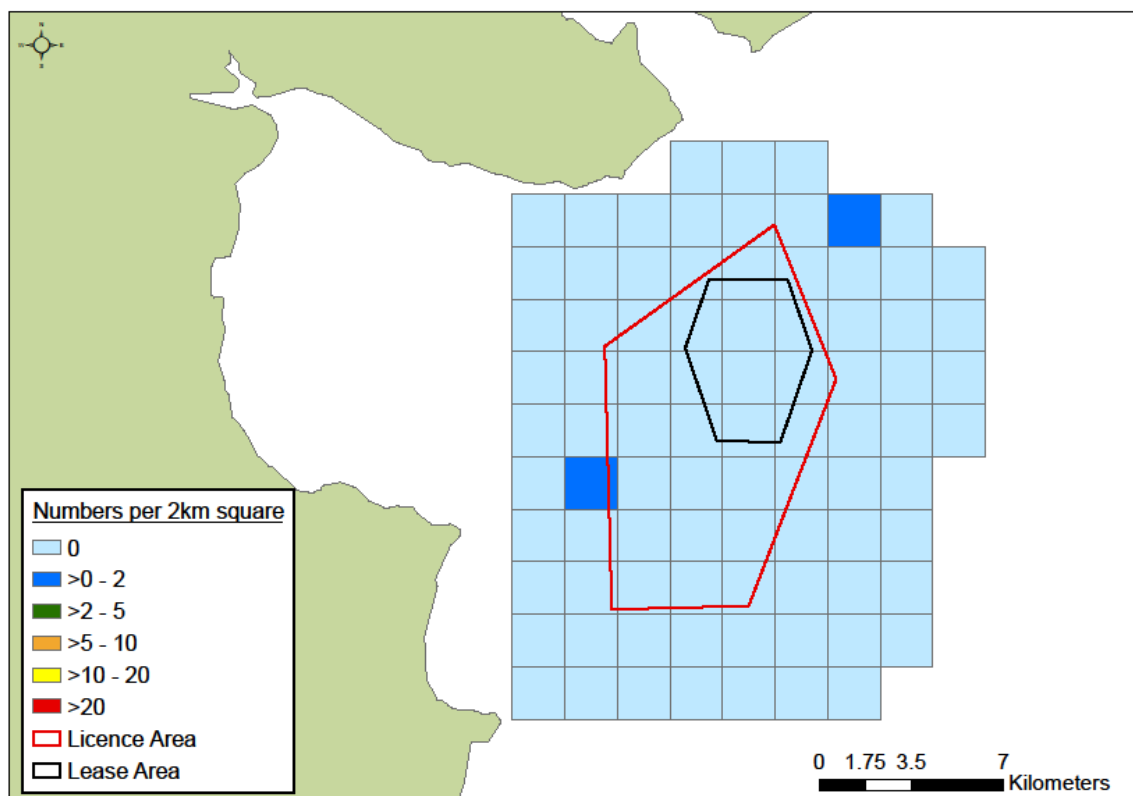 N
S
Numbers per 2km square
0
>0 - 2
>2 - 5
>5 - 10
>10 - 20
>20
Licence Area
Lease Area
0 1.75 3.5 7
Kilometers